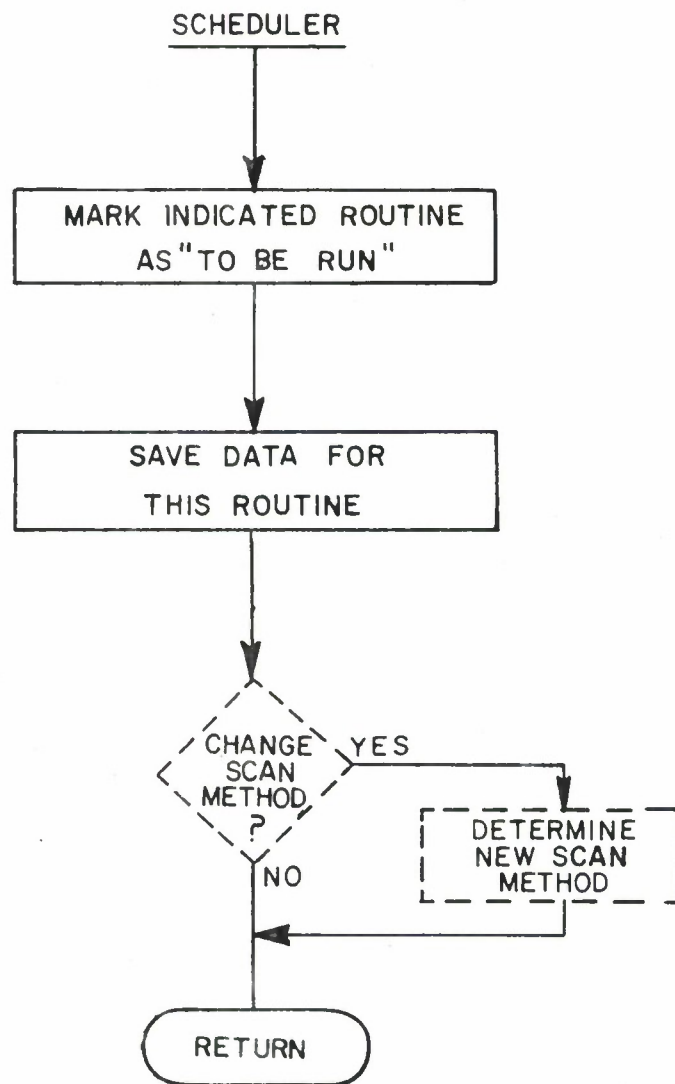 SCHEDULER
MARK INDICATED ROUTINE
AS "TO BE RUN"
SAVE DATA FOR
THIS ROUTINE
CHANGE
SCAN
METHOD
?
YES
DETERMINE
NEW SCAN
METHOD
NO
RETURN